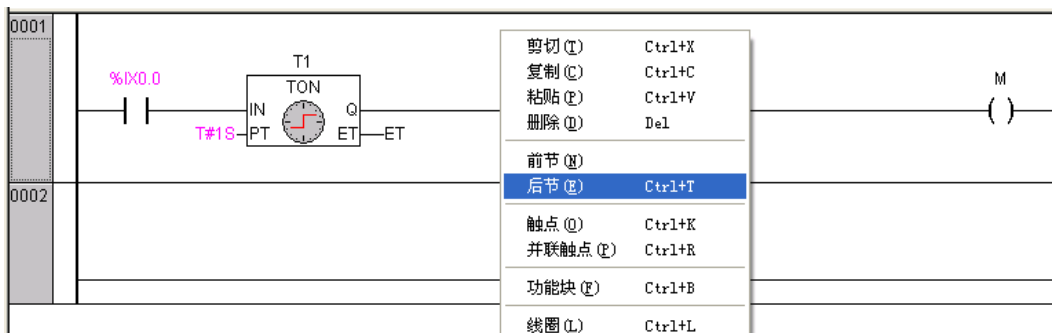 0001
T1
%IX0.0
TON
IN
Q
T#1S
PT
ET
ET
M
剪切(T) Ctrl+X
复制(C) Ctrl+C
粘贴(P) Ctrl+V
删除(D) Del
前节(N)
后节(E) Ctrl+T
触点(O) Ctrl+K
并联触点(P) Ctrl+R
功能块(F) Ctrl+B
线圈(L) Ctrl+L
0002